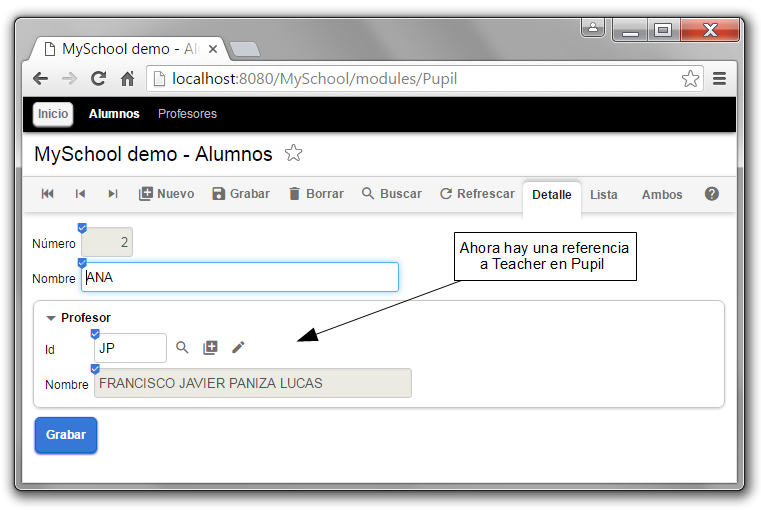 MySchool demo - Al
localhost:8080/MySchool/modules/Pupil
Inicio Alumnos Profesores
MySchool demo - Alumnos
Nuevo Grabar Borrar Buscar Refrescar Detalle Lista Ambos
Número 2
Nombre ANA
Ahora hay una referencia
a Teacher en Pupil
Profesor
Id JP
Nombre FRANCISCO JAVIER PANIZA LUCAS
Grabar